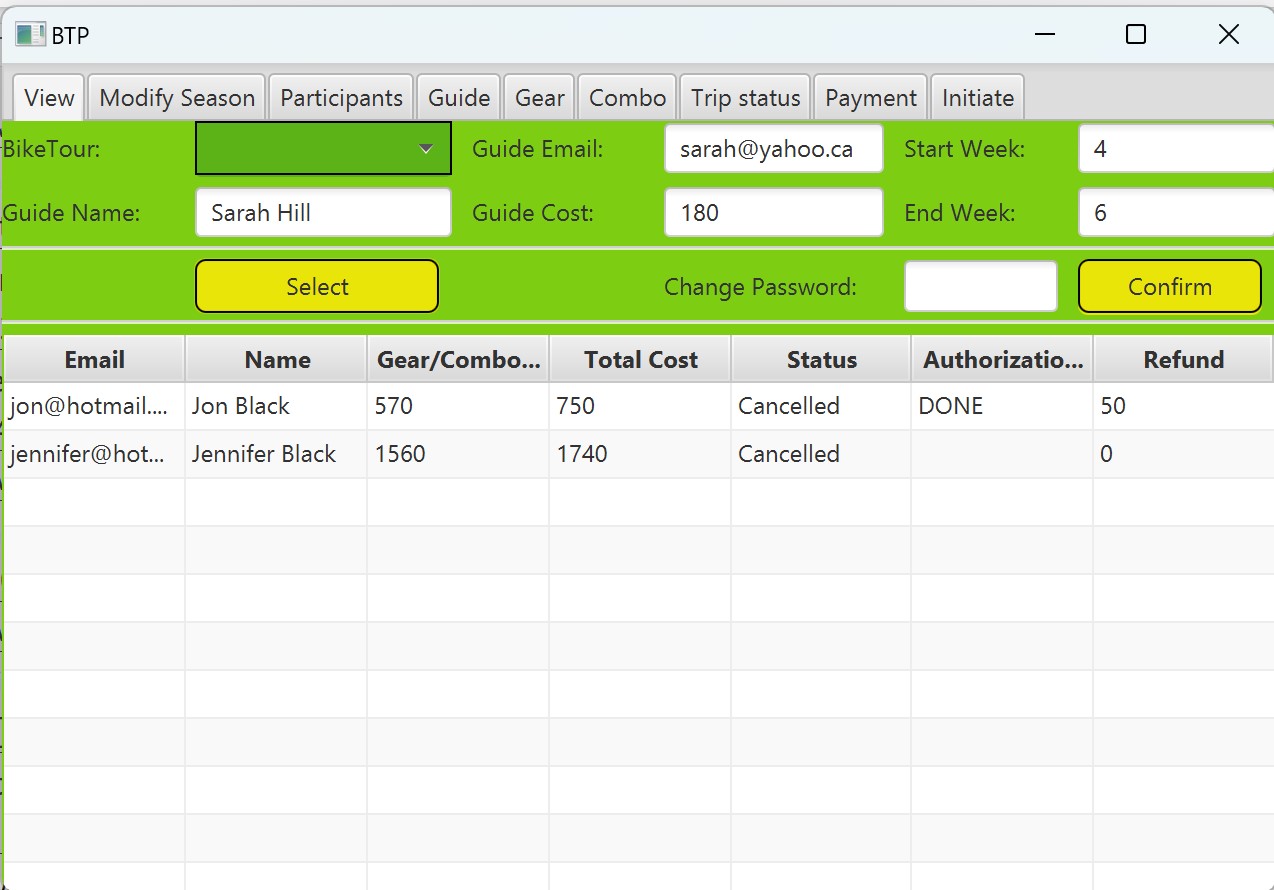 BTP
View Modify Season Participants Guide Gear Combo Trip status Payment Initiate
BikeTour: Guide Email: sarah@yahoo.ca Start Week: 4
Guide Name: Sarah Hill Guide Cost: 180 End Week: 6
Select Change Password: Confirm
Email Name Gear/Combo... Total Cost Status Authorizatio... Refund
jon@hotmail.... Jon Black 570 750 Cancelled DONE 50
jennifer@hot... Jennifer Black 1560 1740 Cancelled 0